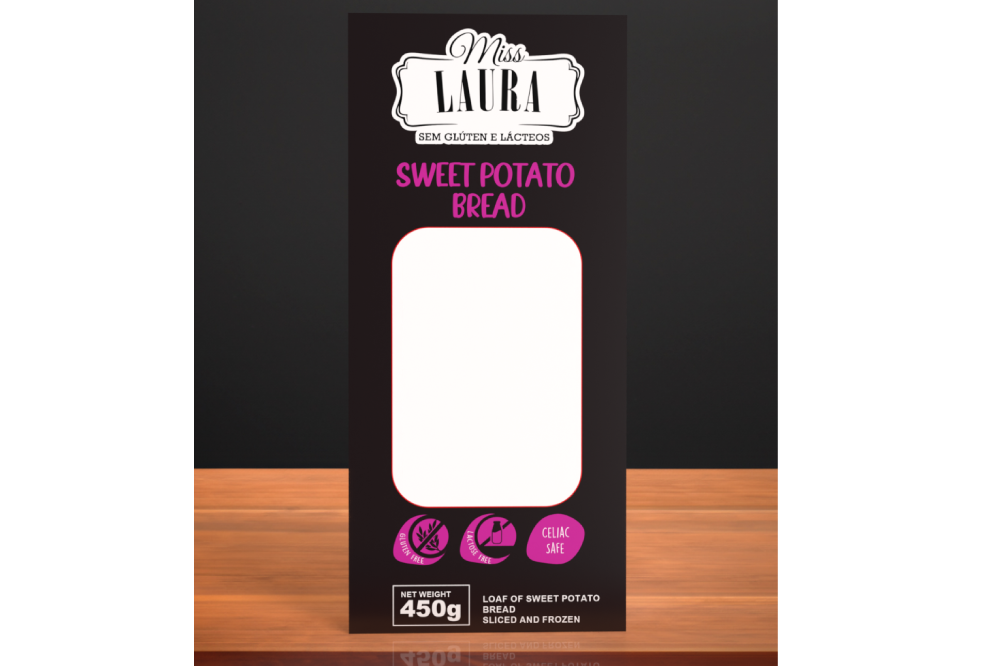 Miss
LAURA
SEM GLÚTEN E LÁCTEOS
SWEET POTATO
BREAD
GLUTEN FREE
LACTOSE FREE
CELIAC
SAFE
NET WEIGHT
450g
LOAF OF SWEET POTATO
BREAD
SLICED AND FROZEN